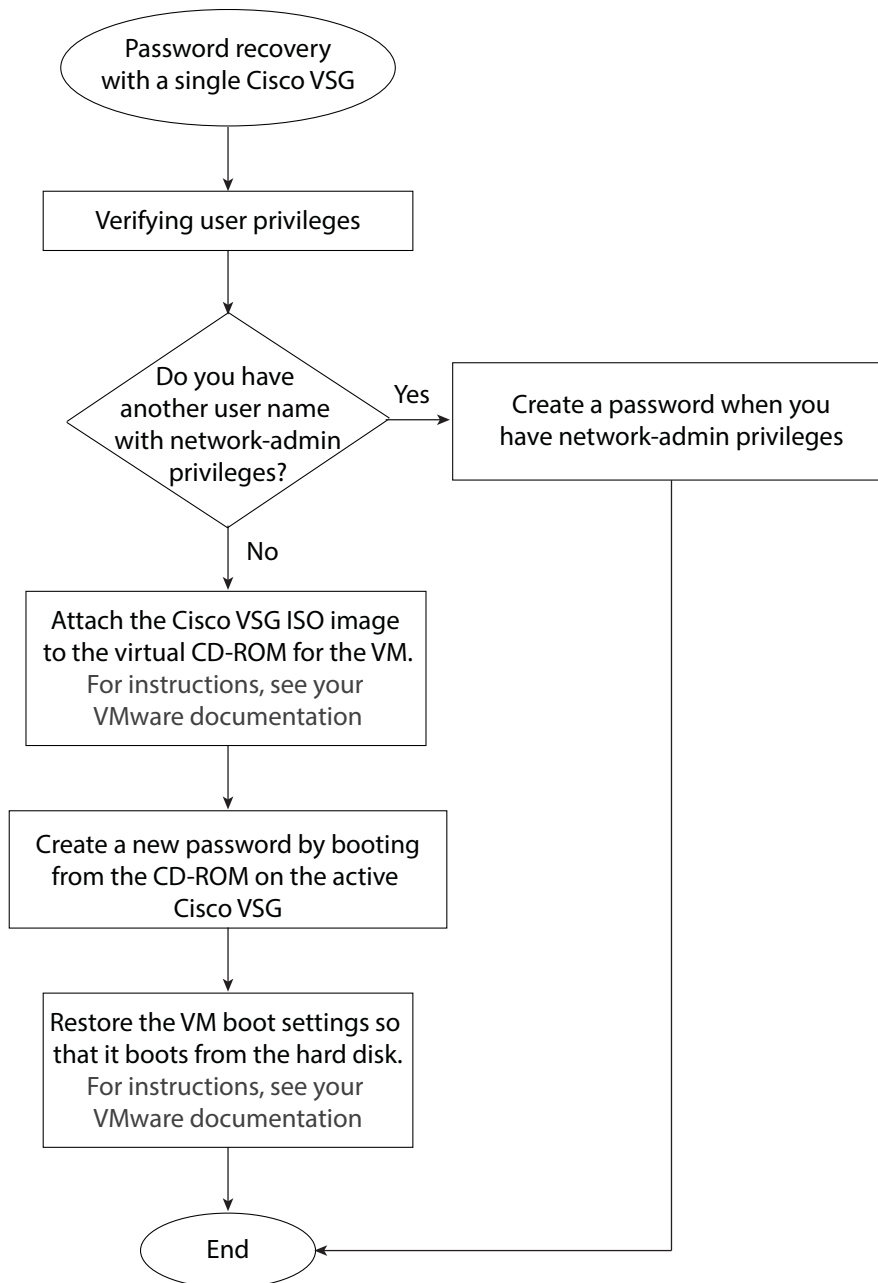 Password recovery
with a single Cisco VSG
Verifying user privileges
Do you have
another user name
with network-admin
privileges?
Yes
Create a password when you
have network-admin privileges
No
Attach the Cisco VSG ISO image
to the virtual CD-ROM for the VM.
For instructions, see your
VMware documentation
Create a new password by booting
from the CD-ROM on the active
Cisco VSG
Restore the VM boot settings so
that it boots from the hard disk.
For instructions, see your
VMware documentation
End